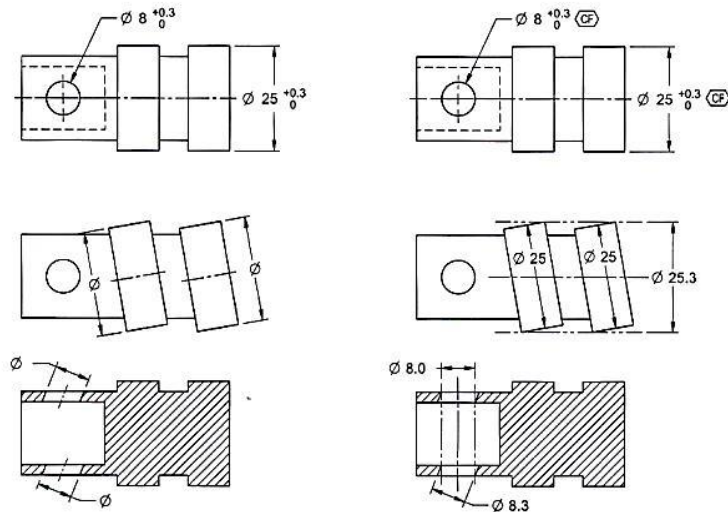 Ø 8 +0.3 0
Ø 8 +0.3 0 CF
Ø 25 +0.3 0
Ø 25 +0.3 0 CF
Ø
Ø
Ø 25
Ø 25
Ø 25.3
Ø
Ø 8.0
Ø
Ø 8.3